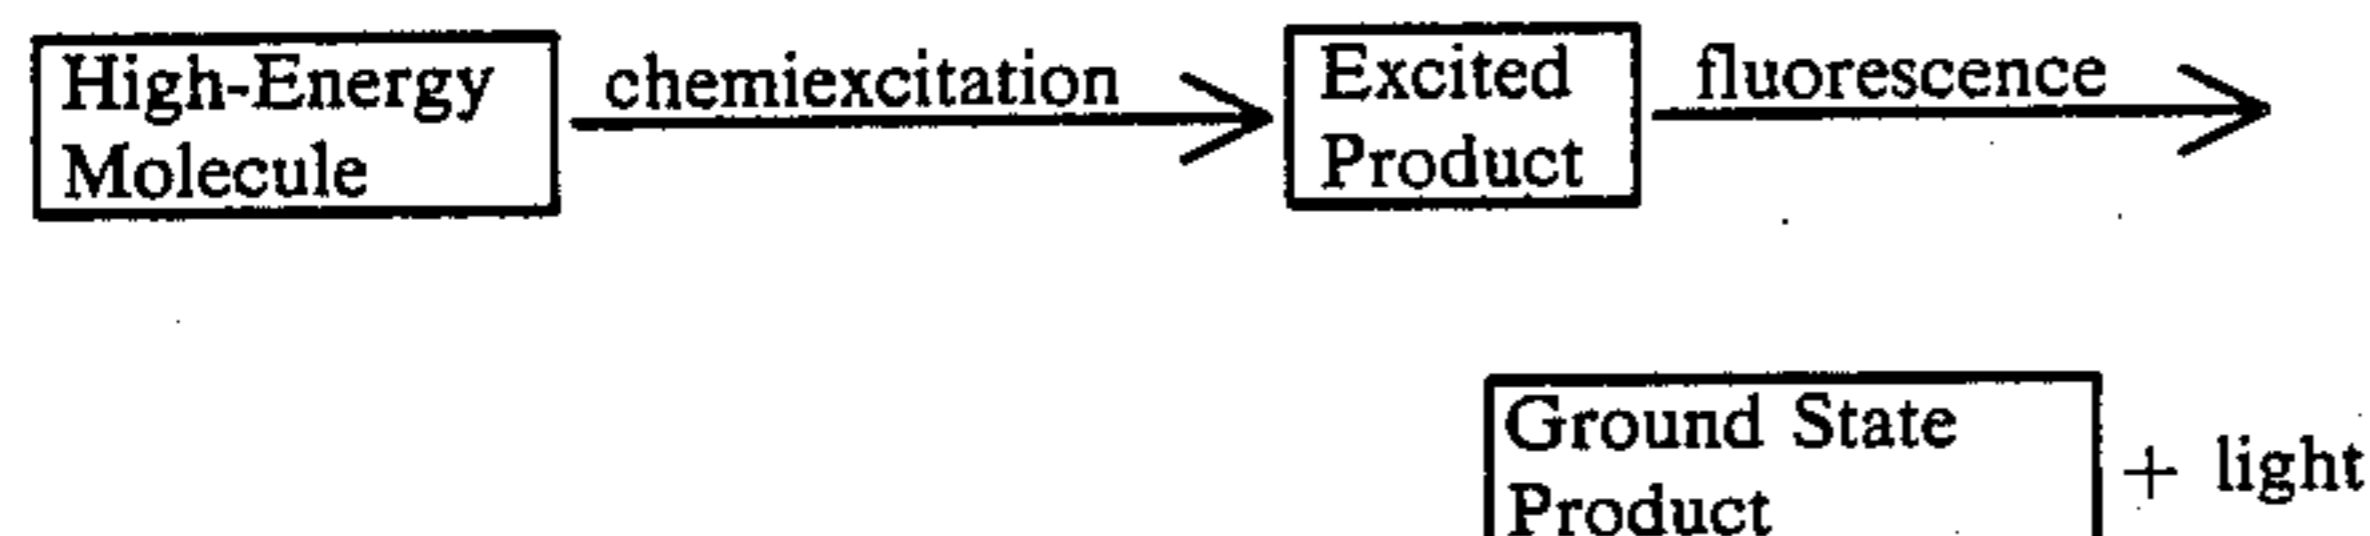 High-Energy chemiexcitation Excited fluorescence
Molecule Product
Ground State + light
Product